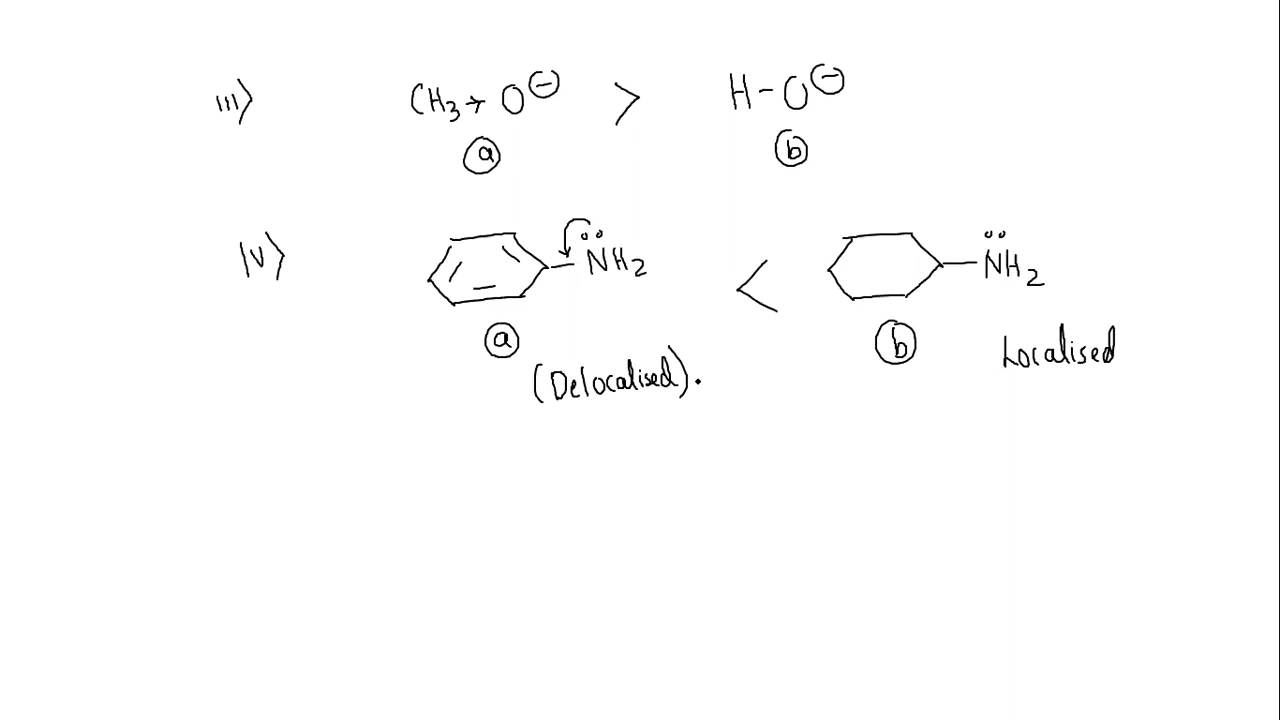 III) CH3→O⊖ > H-O⊖
ⓐ ⓑ
IV) NH2 < NH2
ⓐ ⓑ Localised
(Delocalised).